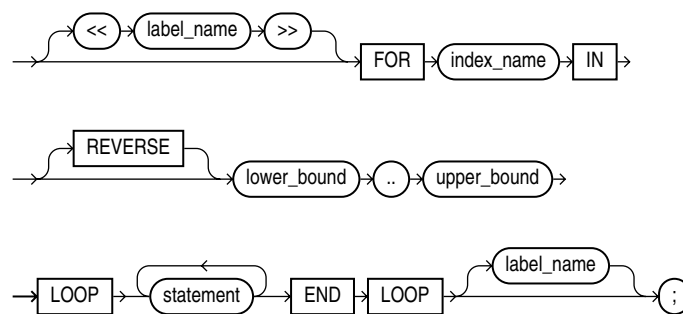 << label_name >>
FOR index_name IN
REVERSE
lower_bound .. upper_bound
label_name
LOOP statement END LOOP ;